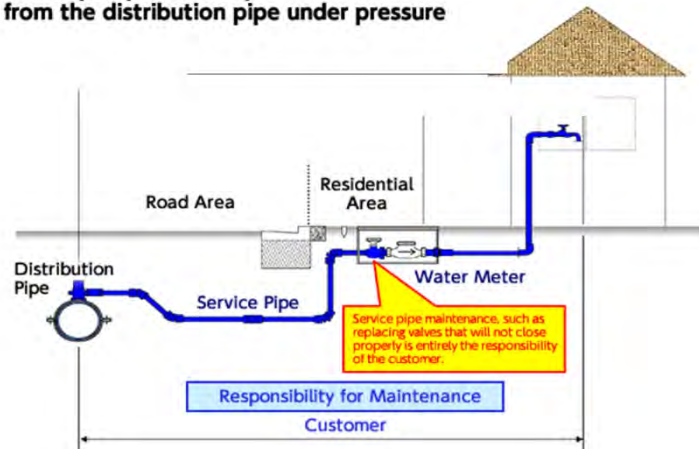 from the distribution pipe under pressure
Road Area
Residential
Area
Distribution
Pipe
Service Pipe
Water Meter
Service pipe maintenance, such as
replacing valves that will not close
properly is entirely the responsibility
of the customer.
Responsibility for Maintenance
Customer